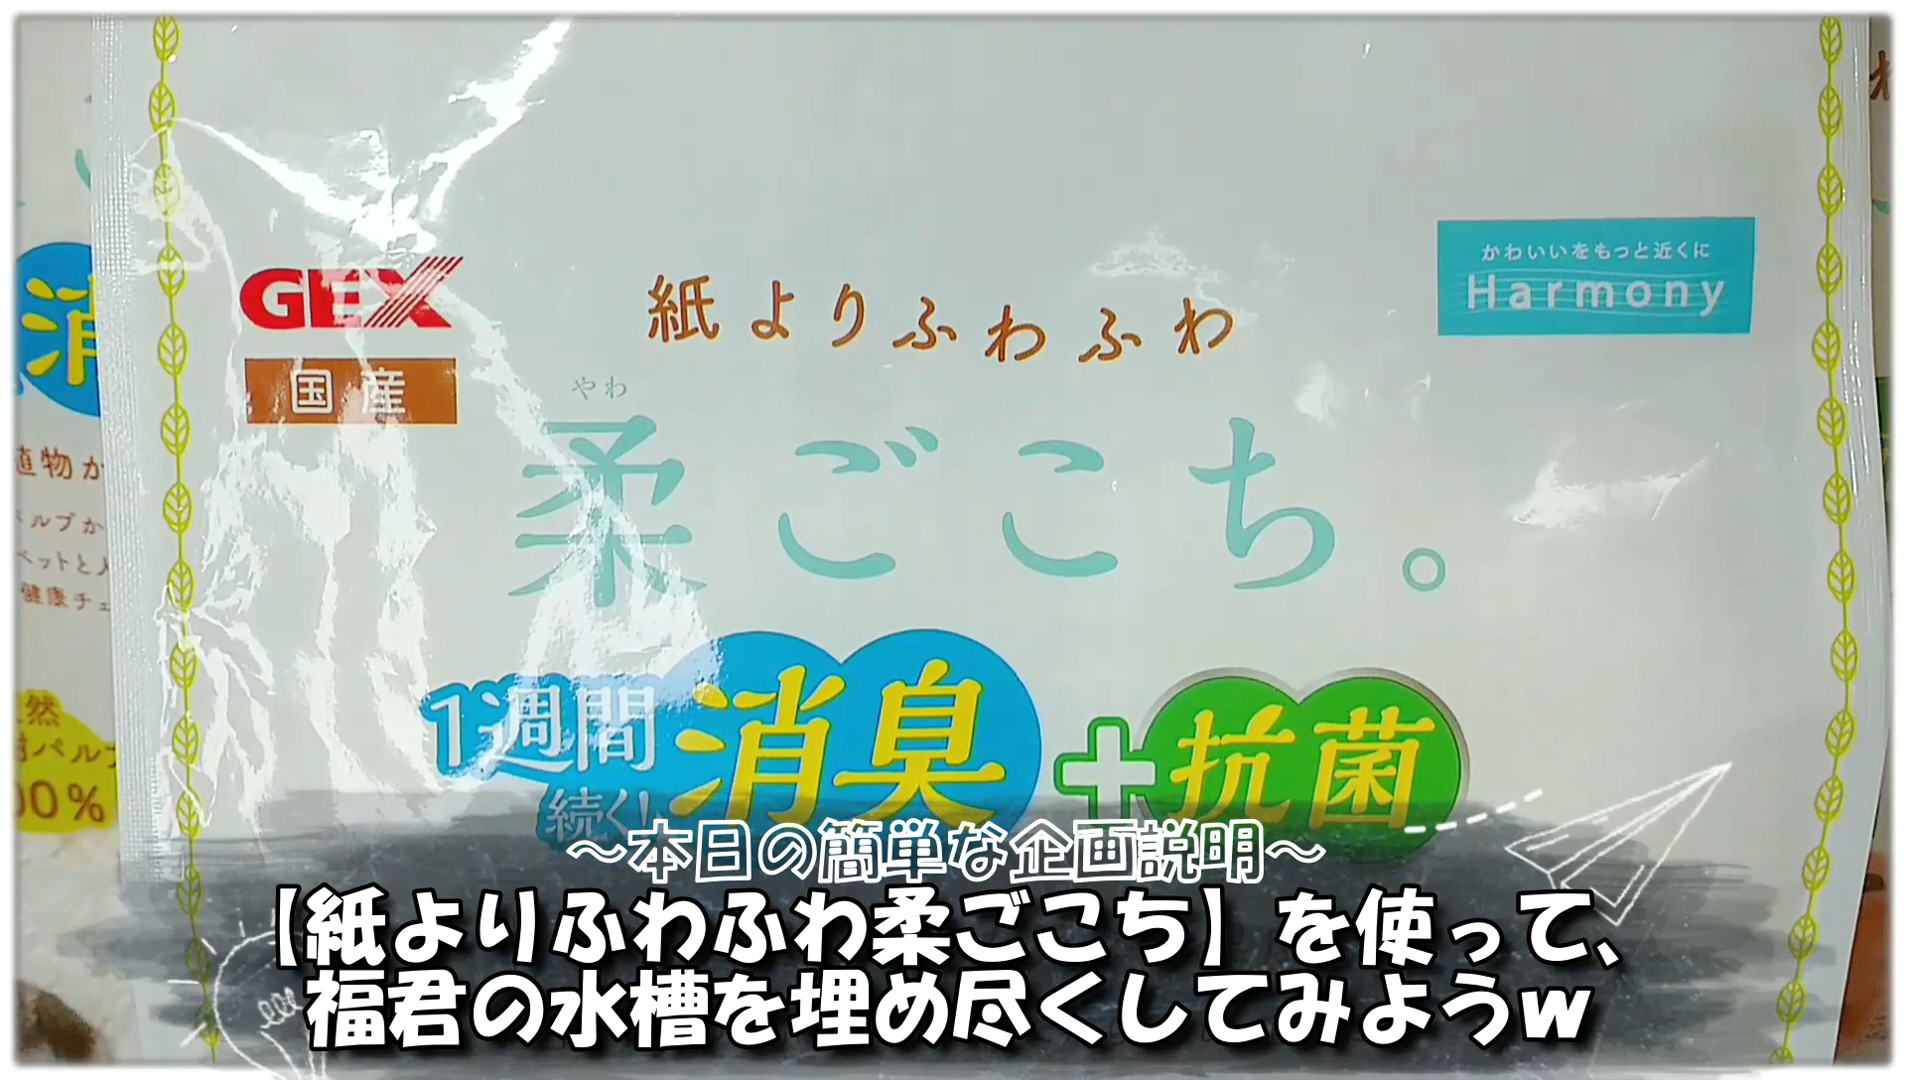 かわいいをもっと近くに
Harmony
GEX
国産
紙よりふわふわ
やわ
柔ごこち。
1週間
続く!
消臭
+抗菌
植物か
ルプか
ペットと人
健康チェ
然
パルプ
00%
〜本日の簡単な企画説明〜
【紙よりふわふわ柔ごこち】を使って、
福君の水槽を埋め尽くしてみようw